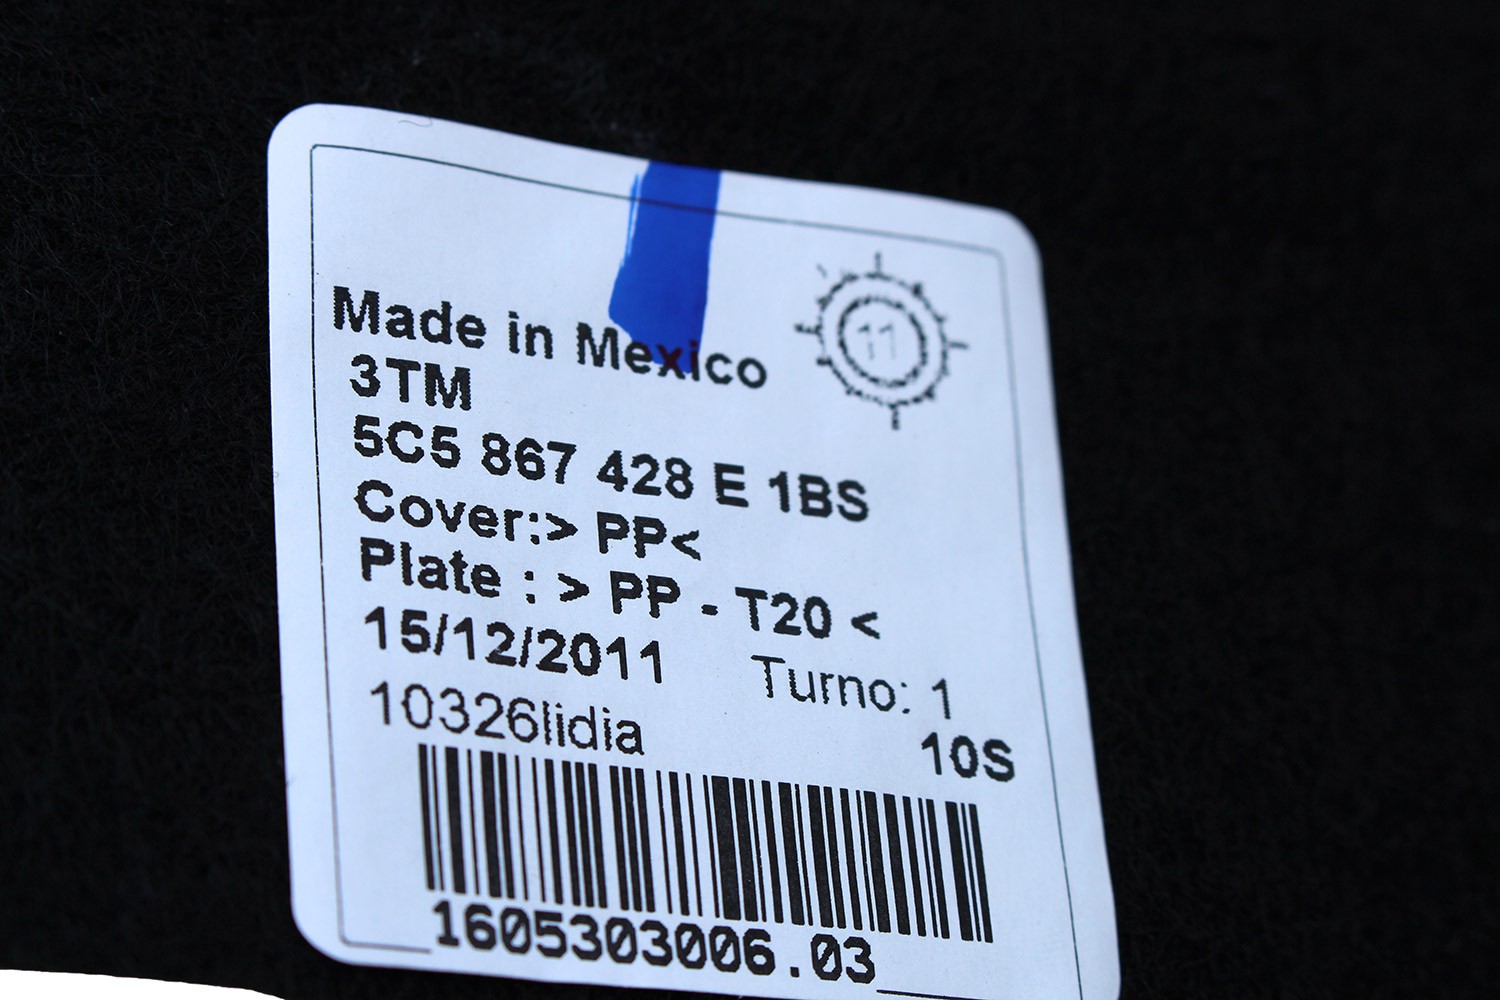 11
Made in Mexico
3TM
5C5 867 428 E 1BS
Cover:> PP<
Plate : > PP - T20 <
15/12/2011 Turno: 1
10326lidia 10S
1605303006.03